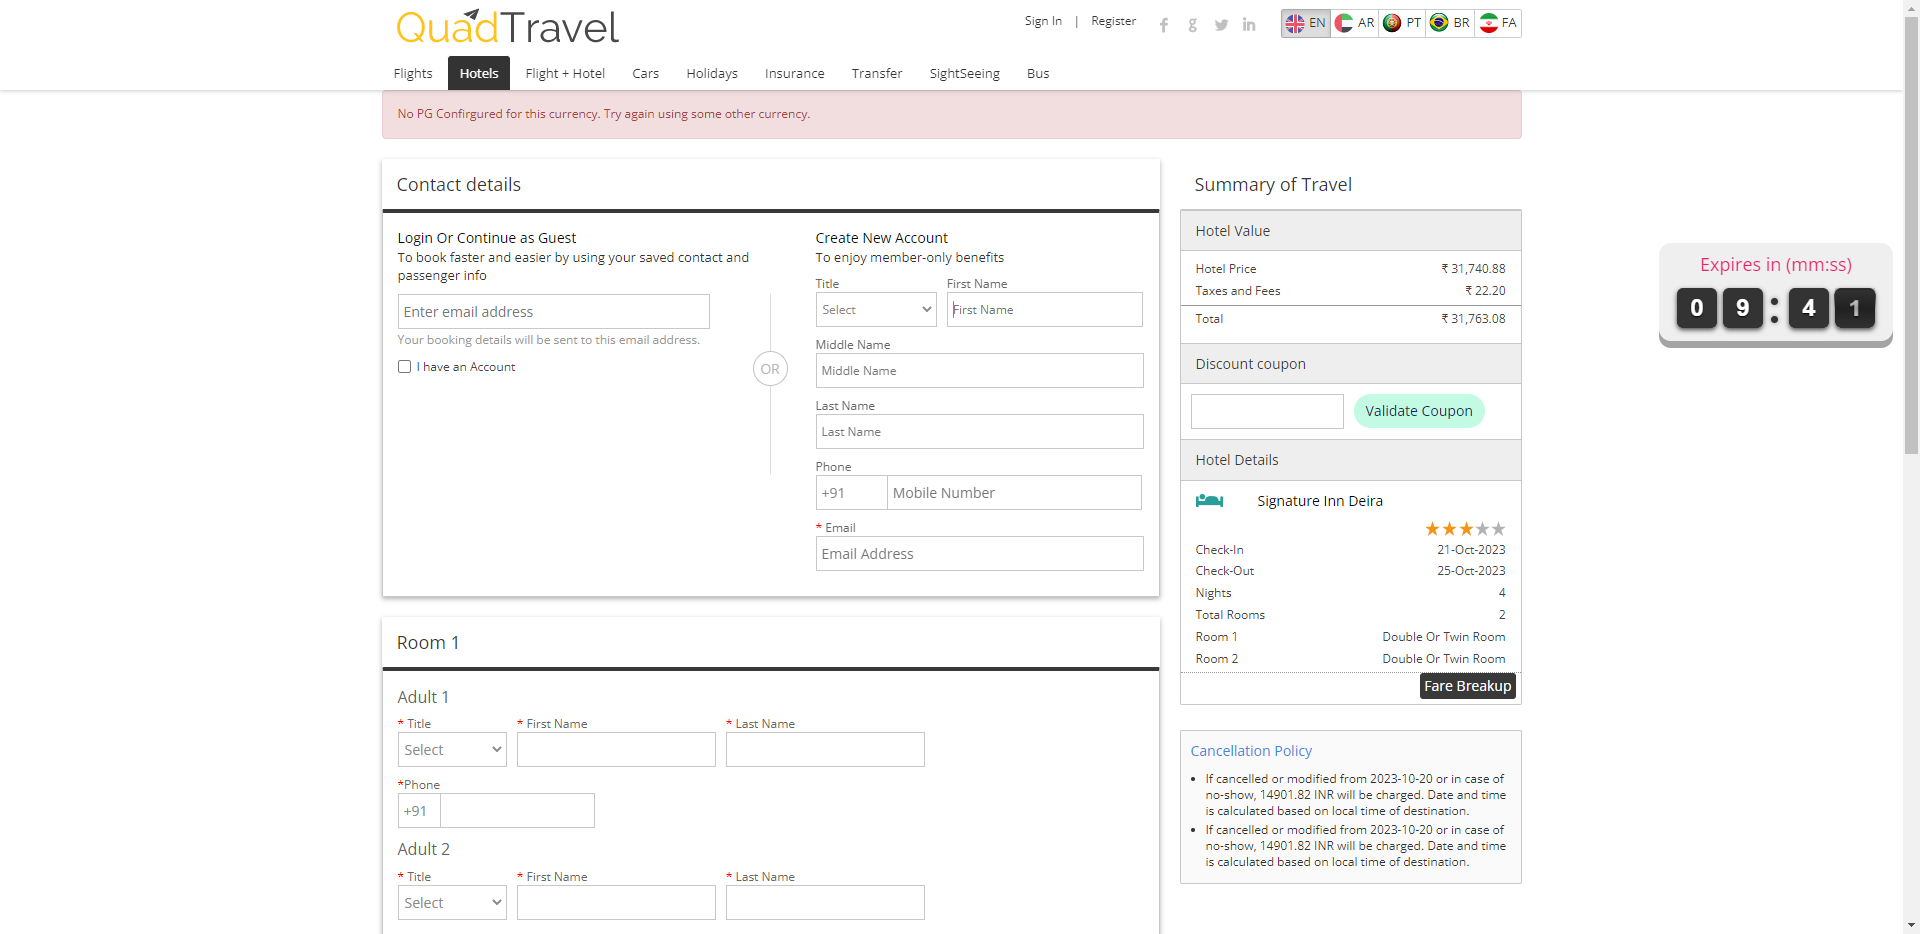 QuadTravel
Sign In | Register
EN AR PT BR FA
Flights Hotels Flight + Hotel Cars Holidays Insurance Transfer SightSeeing Bus
No PG Confirgured for this currency. Try again using some other currency.
Contact details
Login Or Continue as Guest
To book faster and easier by using your saved contact and
passenger info
Enter email address
Your booking details will be sent to this email address.
I have an Account
OR
Create New Account
To enjoy member-only benefits
Title First Name
Select First Name
Middle Name
Middle Name
Last Name
Last Name
Phone
+91 Mobile Number
* Email
Email Address
Room 1
Adult 1
* Title * First Name * Last Name
Select
*Phone
+91
Adult 2
* Title * First Name * Last Name
Select
Summary of Travel
Hotel Value
Hotel Price ₹ 31,740.88
Taxes and Fees ₹ 22.20
Total ₹ 31,763.08
Discount coupon
Validate Coupon
Hotel Details
Signature Inn Deira
Check-In 21-Oct-2023
Check-Out 25-Oct-2023
Nights 4
Total Rooms 2
Room 1 Double Or Twin Room
Room 2 Double Or Twin Room
Fare Breakup
Cancellation Policy
• If cancelled or modified from 2023-10-20 or in case of
no-show, 14901.82 INR will be charged. Date and time
is calculated based on local time of destination.
• If cancelled or modified from 2023-10-20 or in case of
no-show, 14901.82 INR will be charged. Date and time
is calculated based on local time of destination.
Expires in (mm:ss)
09:41